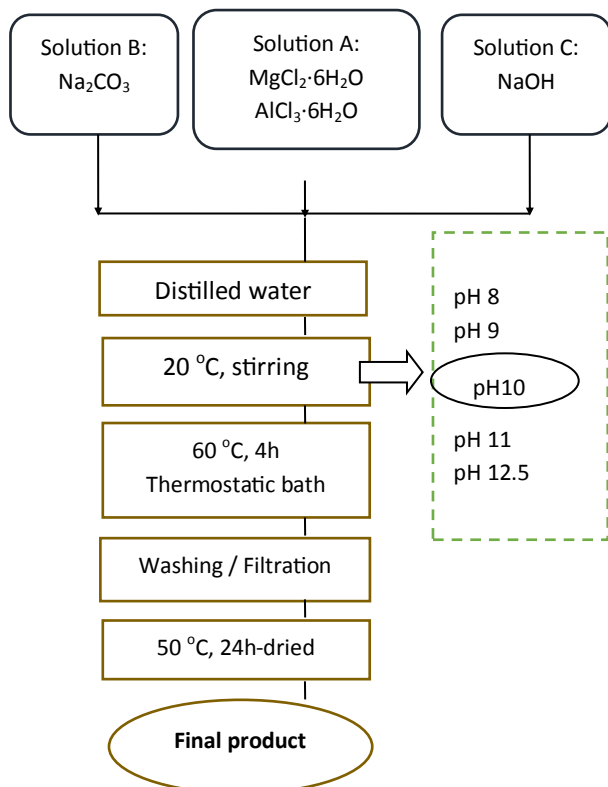 Solution B:
Na₂CO₃
Solution A:
MgCl₂·6H₂O
AlCl₃·6H₂O
Solution C:
NaOH
Distilled water
20 °C, stirring
pH 8
pH 9
pH10
pH 11
pH 12.5
60 °C, 4h
Thermostatic bath
Washing / Filtration
50 °C, 24h-dried
Final product